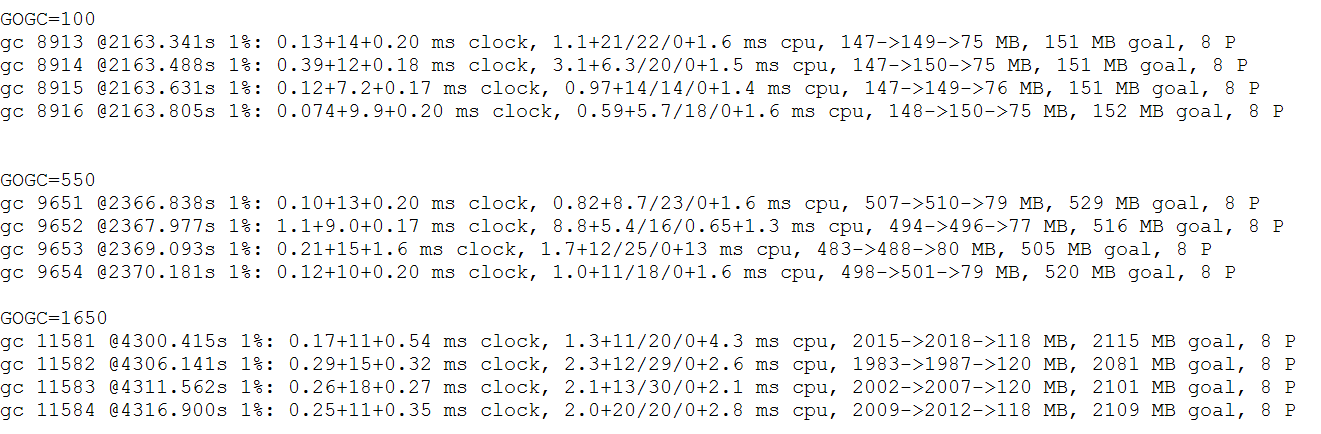 GOGC=100
gc 8913 @2163.341s 1%: 0.13+14+0.20 ms clock, 1.1+21/22/0+1.6 ms cpu, 147->149->75 MB, 151 MB goal, 8 P
gc 8914 @2163.488s 1%: 0.39+12+0.18 ms clock, 3.1+6.3/20/0+1.5 ms cpu, 147->150->75 MB, 151 MB goal, 8 P
gc 8915 @2163.631s 1%: 0.12+7.2+0.17 ms clock, 0.97+14/14/0+1.4 ms cpu, 147->149->76 MB, 151 MB goal, 8 P
gc 8916 @2163.805s 1%: 0.074+9.9+0.20 ms clock, 0.59+5.7/18/0+1.6 ms cpu, 148->150->75 MB, 152 MB goal, 8 P
GOGC=550
gc 9651 @2366.838s 1%: 0.10+13+0.20 ms clock, 0.82+8.7/23/0+1.6 ms cpu, 507->510->79 MB, 529 MB goal, 8 P
gc 9652 @2367.977s 1%: 1.1+9.0+0.17 ms clock, 8.8+5.4/16/0.65+1.3 ms cpu, 494->496->77 MB, 516 MB goal, 8 P
gc 9653 @2369.093s 1%: 0.21+15+1.6 ms clock, 1.7+12/25/0+13 ms cpu, 483->488->80 MB, 505 MB goal, 8 P
gc 9654 @2370.181s 1%: 0.12+10+0.20 ms clock, 1.0+11/18/0+1.6 ms cpu, 498->501->79 MB, 520 MB goal, 8 P
GOGC=1650
gc 11581 @4300.415s 1%: 0.17+11+0.54 ms clock, 1.3+11/20/0+4.3 ms cpu, 2015->2018->118 MB, 2115 MB goal, 8 P
gc 11582 @4306.141s 1%: 0.29+15+0.32 ms clock, 2.3+12/29/0+2.6 ms cpu, 1983->1987->120 MB, 2081 MB goal, 8 P
gc 11583 @4311.562s 1%: 0.26+18+0.27 ms clock, 2.1+13/30/0+2.1 ms cpu, 2002->2007->120 MB, 2101 MB goal, 8 P
gc 11584 @4316.900s 1%: 0.25+11+0.35 ms clock, 2.0+20/20/0+2.8 ms cpu, 2009->2012->118 MB, 2109 MB goal, 8 P